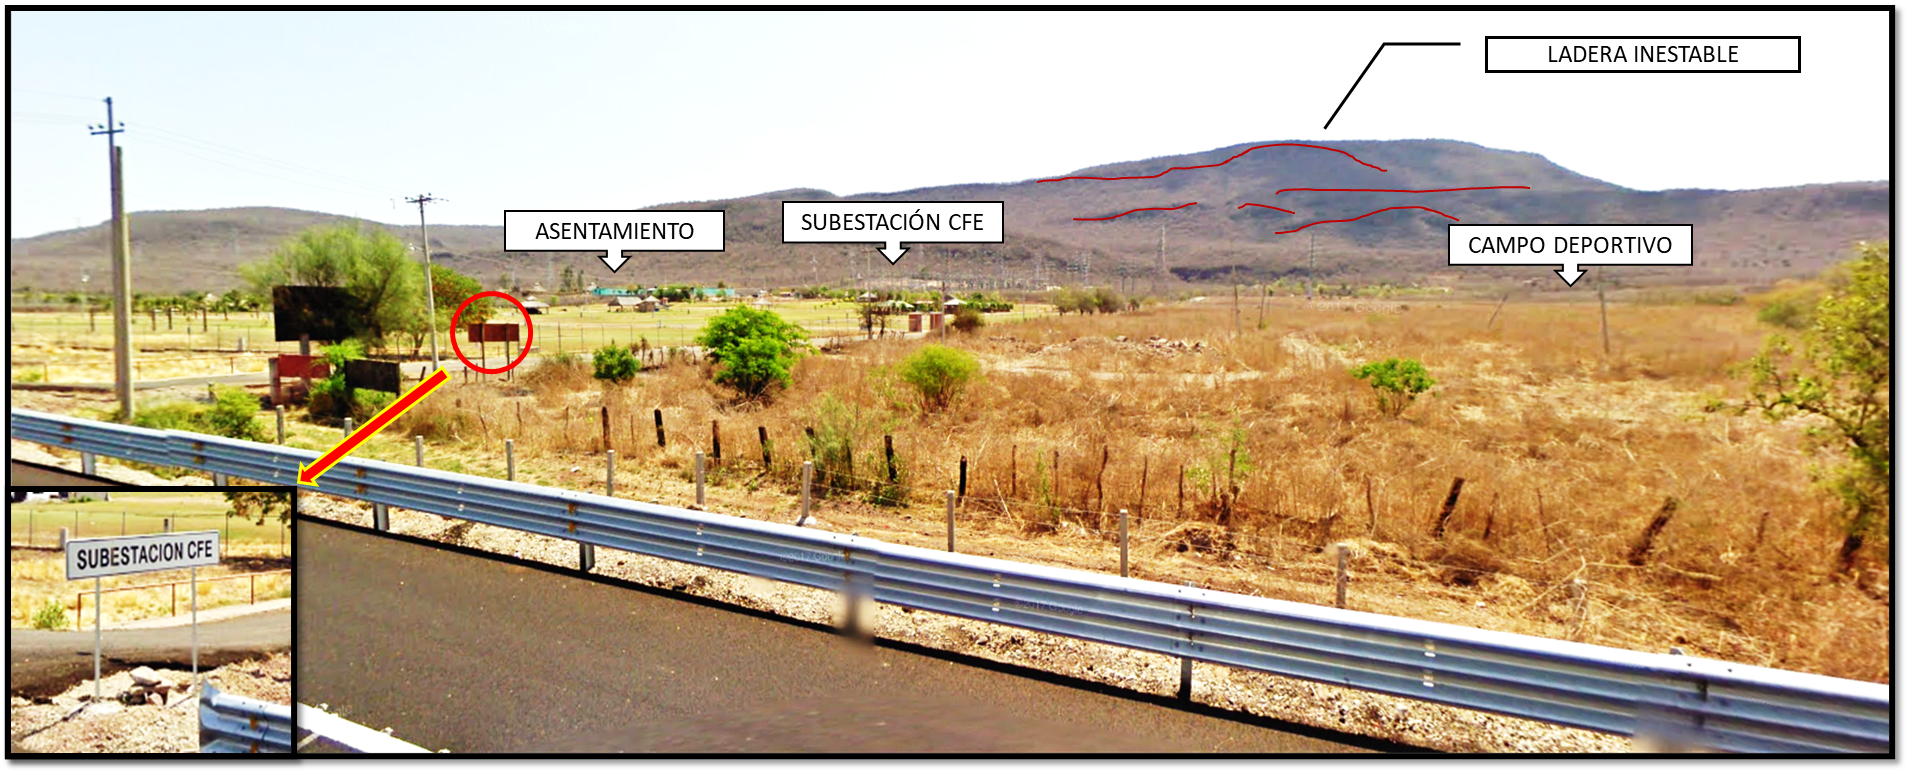 LADERA INESTABLE
ASENTAMIENTO
SUBESTACIÓN CFE
CAMPO DEPORTIVO
SUBESTACION CFE